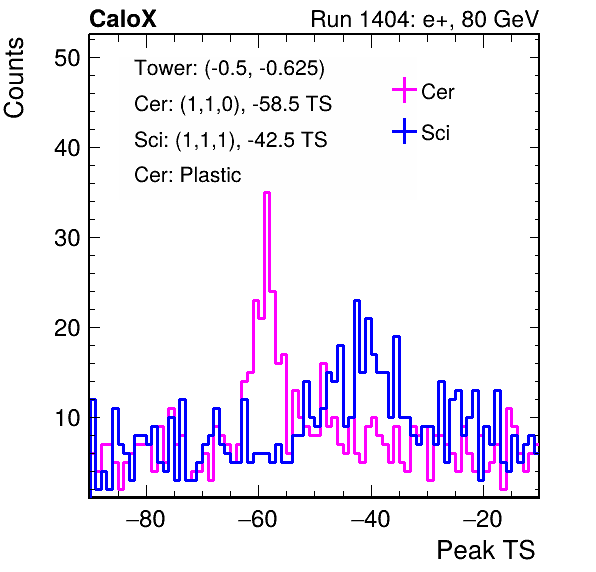 CaloX Run 1404: e+, 80 GeV
Counts
50
40
30
20
10
Tower: (-0.5, -0.625)
Cer: (1,1,0), -58.5 TS
Sci: (1,1,1), -42.5 TS
Cer: Plastic
Cer
Sci
−80 −60 −40 −20
Peak TS